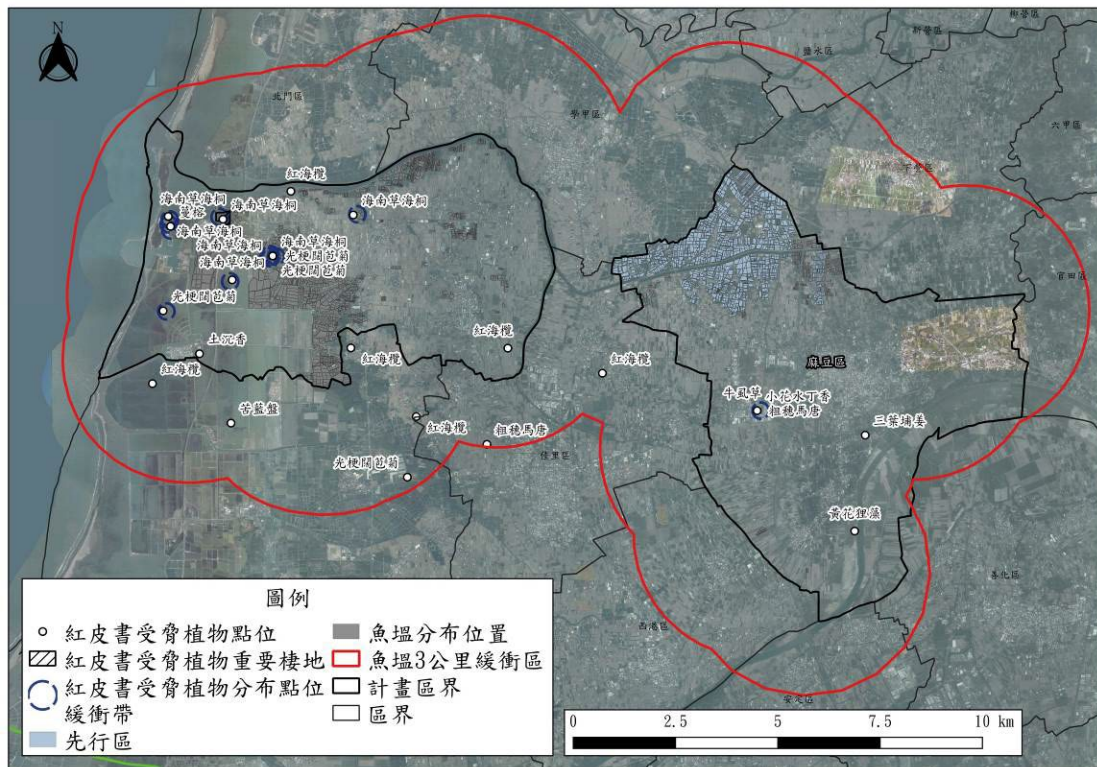 N
柳營區
新營區
鹽水區
北門區
學甲區
六甲區
下營區
紅海欖
海南草海桐
海南草海桐
海南草海桐
蔓榕
海南草海桐
海南草海桐
海南草海桐
海南草海桐
光梗闊苞菊
光梗闊苞菊
官田區
土沉香
紅海欖
紅海欖
紅海欖
紅海欖
麻豆區
苦藍盤
紅海欖
粗穗馬唐
牛虱草
小花水丁香
粗穗馬唐
三葉埔姜
佳里區
光梗闊苞菊
黃花狸藻
善化區
西港區
安定區
圖例
紅皮書受脅植物點位
紅皮書受脅植物重要棲地
紅皮書受脅植物分布點位
緩衝帶
先行區
魚塭分布位置
魚塭3公里緩衝區
計畫區界
區界
0 2.5 5 7.5 10 km